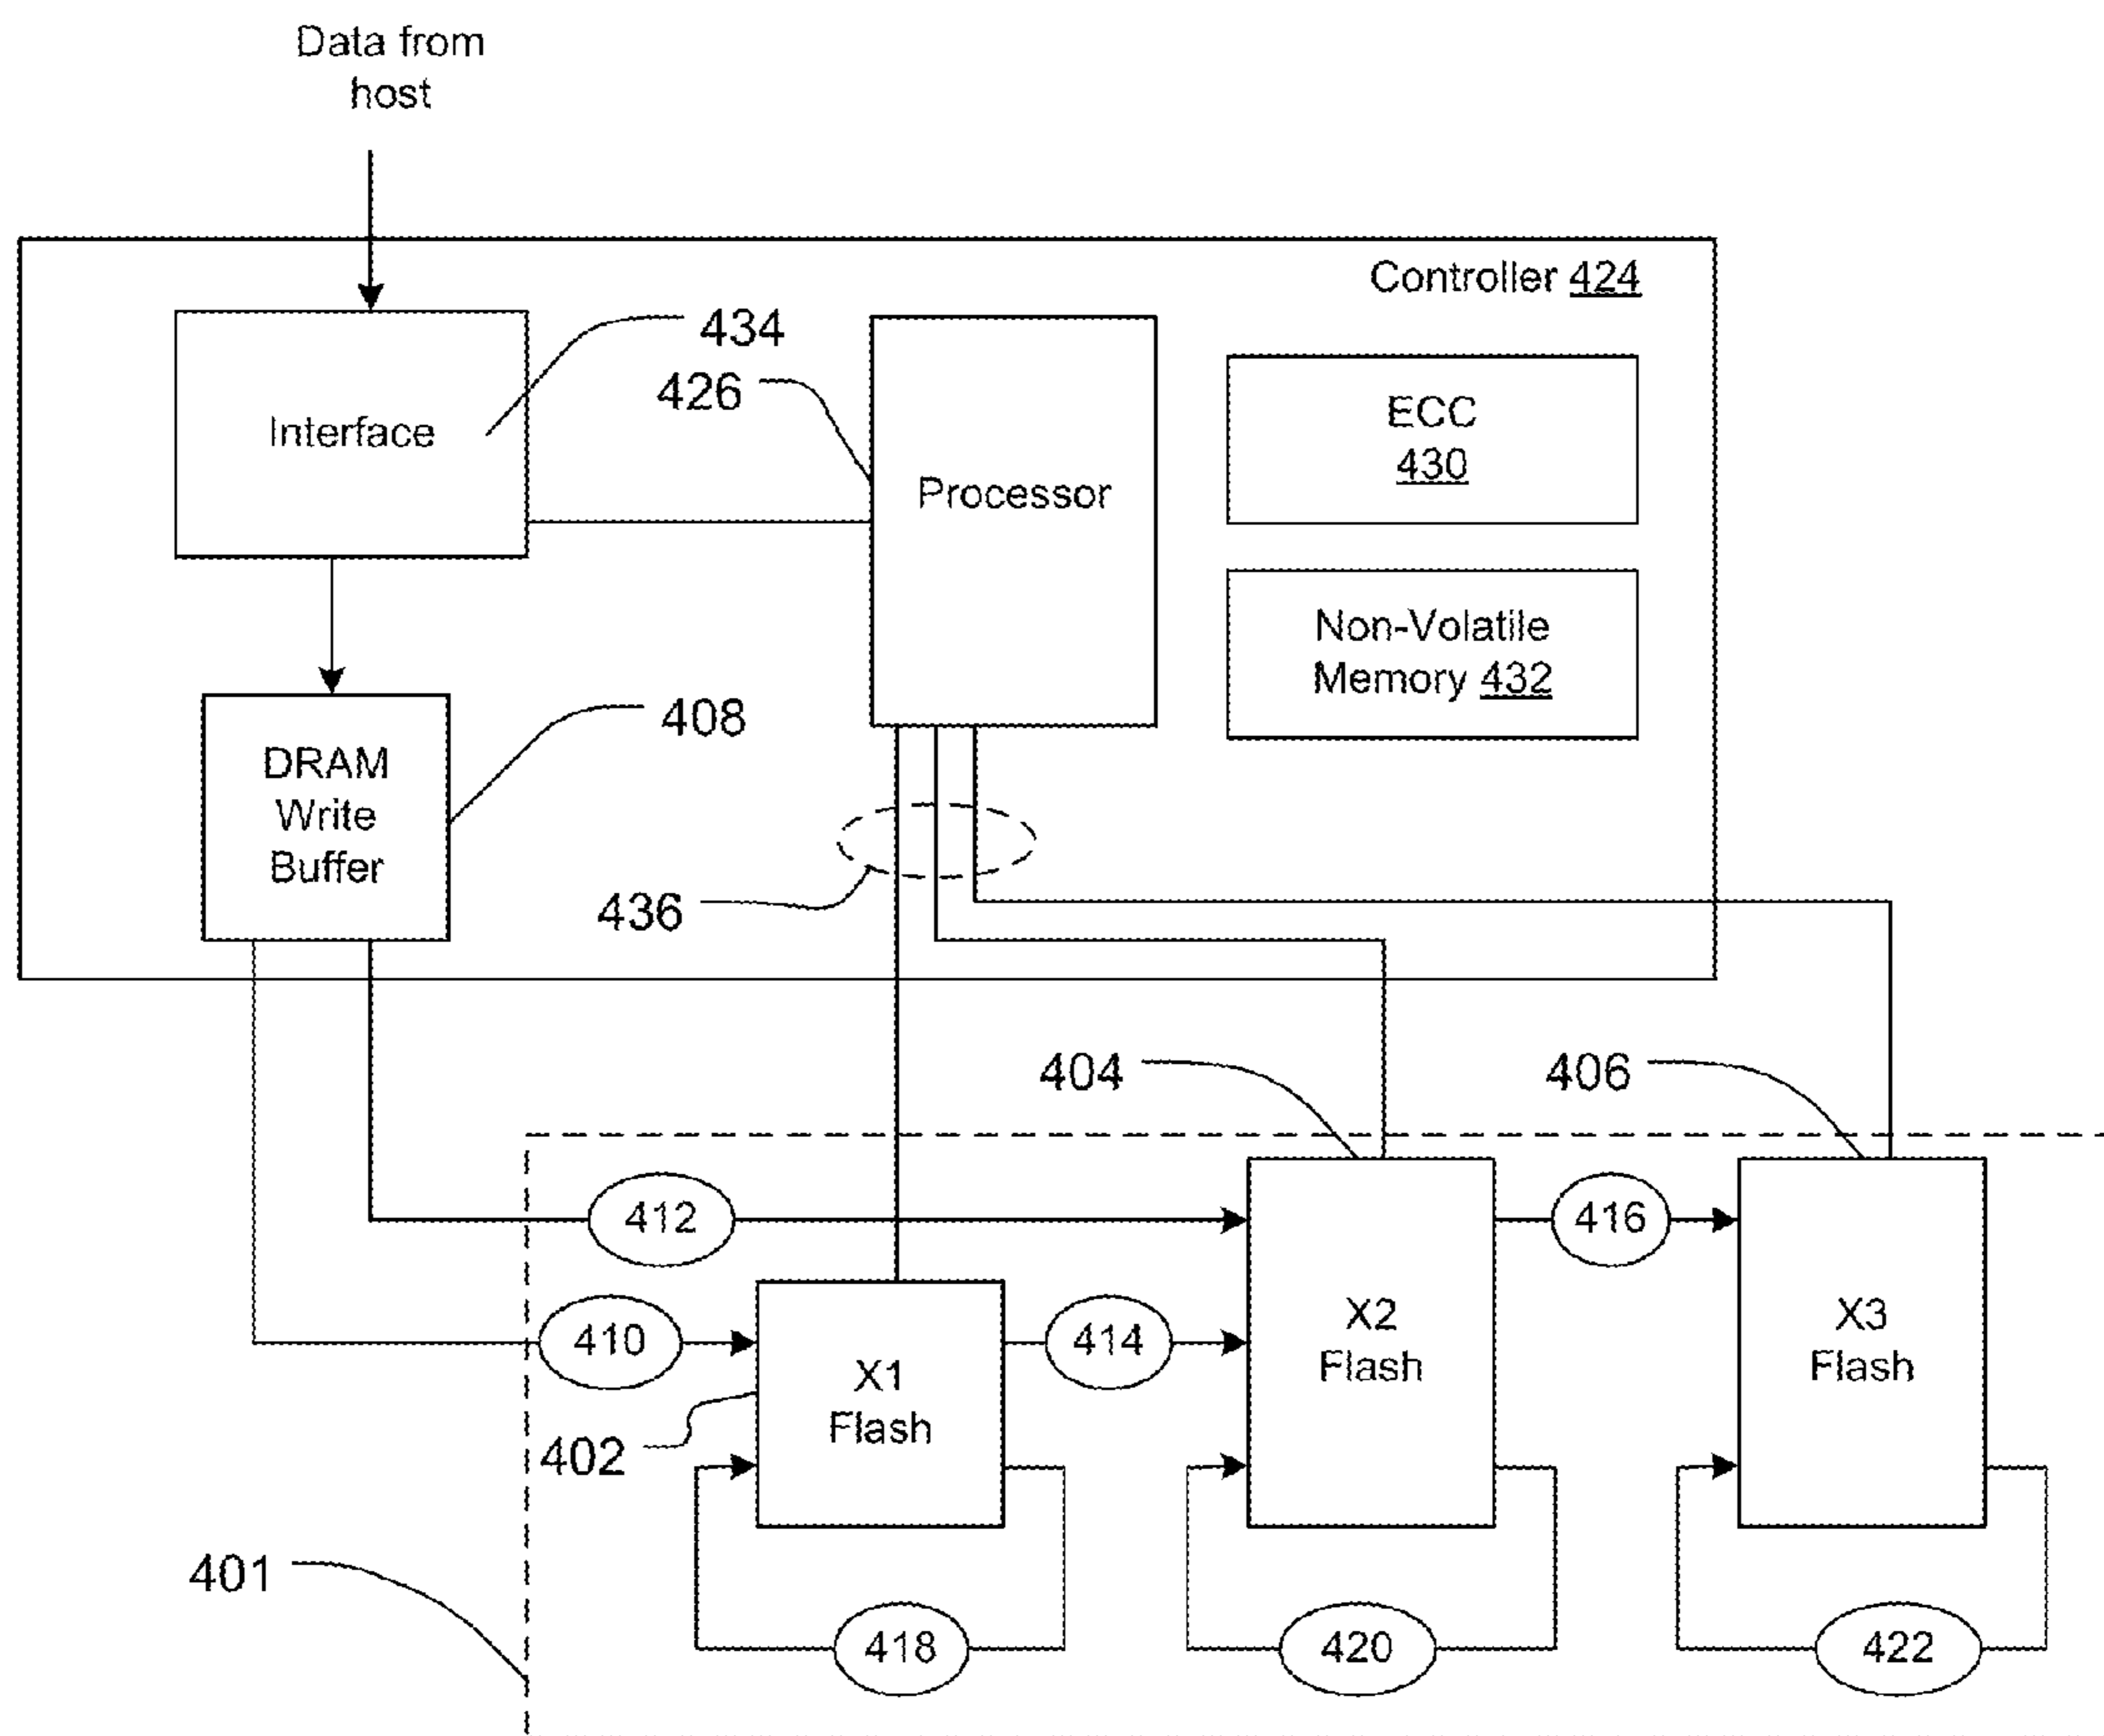 Data from
host
Controller 424
434
426
Interface
Processor
ECC
430
Non-Volatile
Memory 432
408
DRAM
Write
Buffer
436
404
406
412
416
410
414
X1
Flash
X2
Flash
X3
Flash
402
401
418
420
422